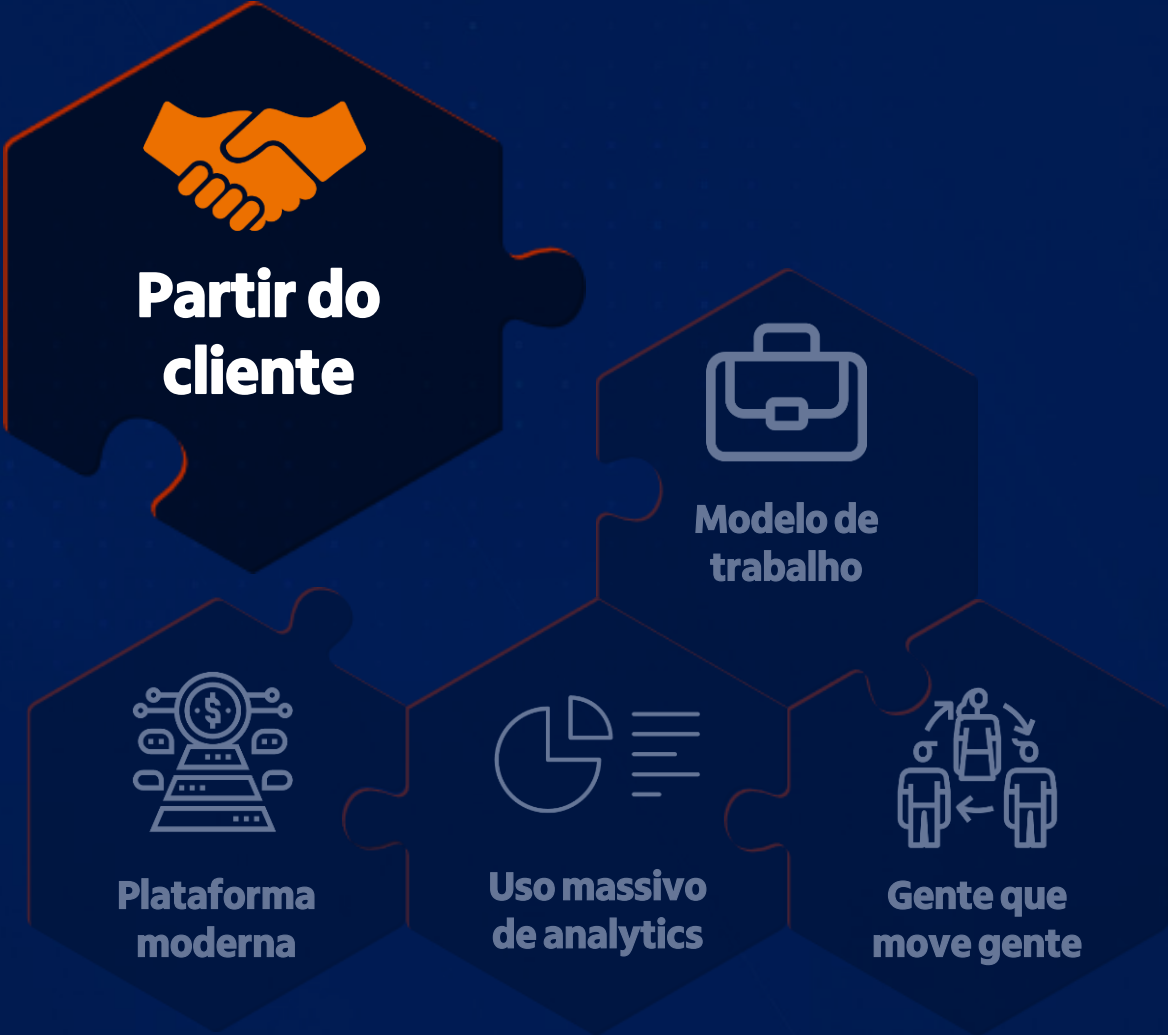 Partir do
cliente
Modelo de
trabalho
$
Plataforma
moderna
Uso massivo
de analytics
Gente que
move gente